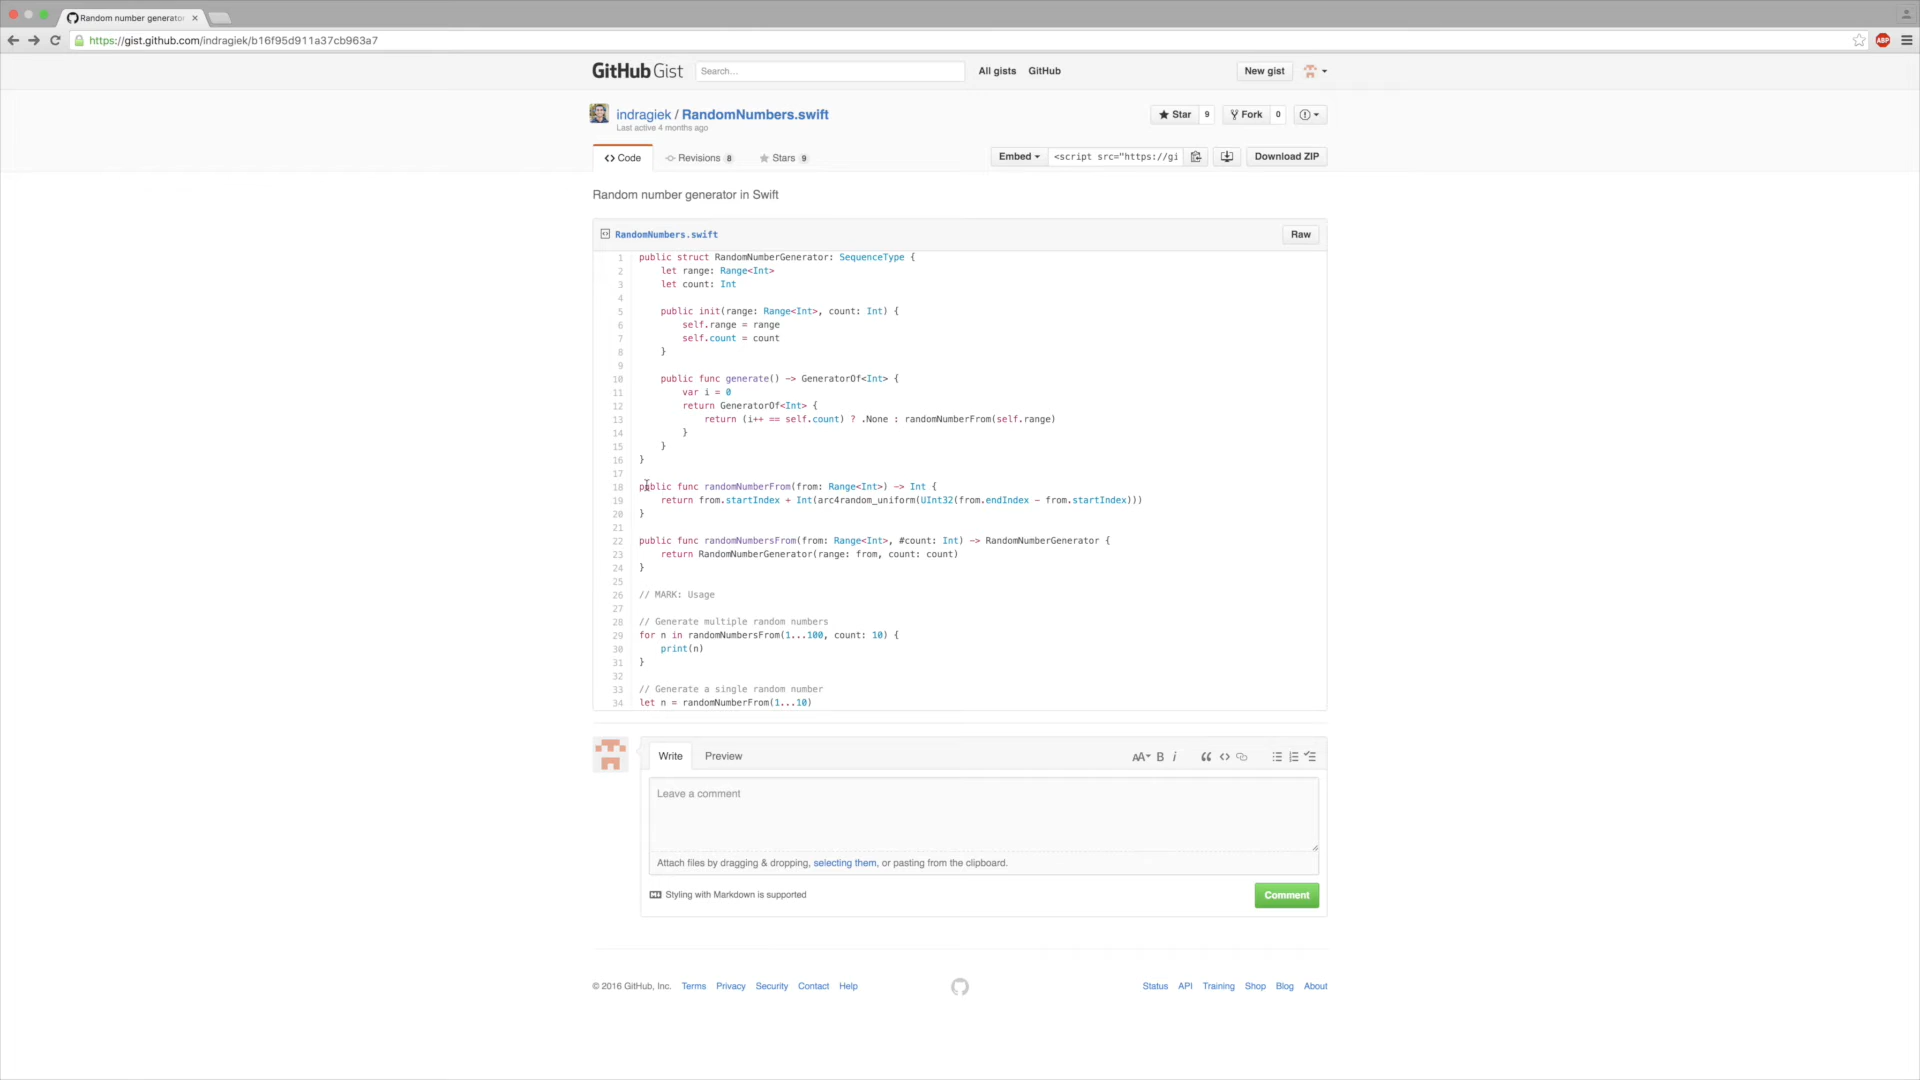 Random number generator
https://gist.github.com/indragiek/b16f95d911a37cb963a7
ABP
GitHub Gist Search... All gists GitHub New gist
indragiek / RandomNumbers.swift Star 9 Fork 0
Last active 4 months ago
Code Revisions 8 Stars 9 Embed <script src="https://gi Download ZIP
Random number generator in Swift
RandomNumbers.swift Raw
1 public struct RandomNumberGenerator: SequenceType {
2 let range: Range<Int>
3 let count: Int
4
5 public init(range: Range<Int>, count: Int) {
6 self.range = range
7 self.count = count
8 }
9
10 public func generate() -> GeneratorOf<Int> {
11 var i = 0
12 return GeneratorOf<Int> {
13 return (i++ == self.count) ? .None : randomNumberFrom(self.range)
14 }
15 }
16 }
17
18 public func randomNumberFrom(from: Range<Int>) -> Int {
19 return from.startIndex + Int(arc4random_uniform(UInt32(from.endIndex - from.startIndex)))
20 }
21
22 public func randomNumbersFrom(from: Range<Int>, #count: Int) -> RandomNumberGenerator {
23 return RandomNumberGenerator(range: from, count: count)
24 }
25
26 // MARK: Usage
27
28 // Generate multiple random numbers
29 for n in randomNumbersFrom(1...100, count: 10) {
30 print(n)
31 }
32
33 // Generate a single random number
34 let n = randomNumberFrom(1...10)
Write Preview AA B i
Leave a comment
Attach files by dragging & dropping, selecting them, or pasting from the clipboard.
Styling with Markdown is supported Comment
© 2016 GitHub, Inc. Terms Privacy Security Contact Help Status API Training Shop Blog About